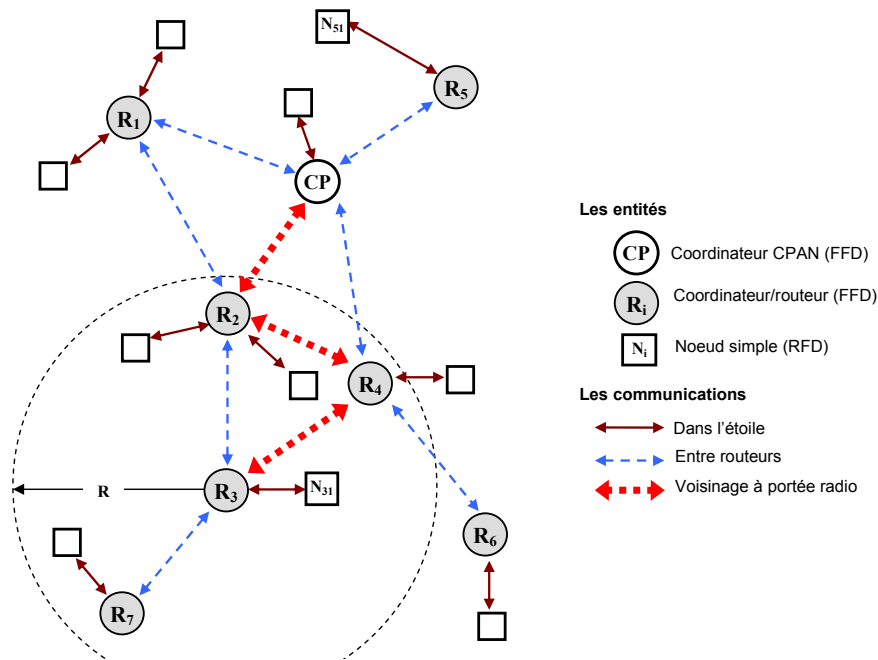 N51
R5
R1
CP
R2
R4
R
R3
N31
R6
R7
Les entités
CP Coordinateur CPAN (FFD)
Ri Coordinateur/routeur (FFD)
Ni Noeud simple (RFD)
Les communications
Dans l'étoile
Entre routeurs
Voisinage à portée radio